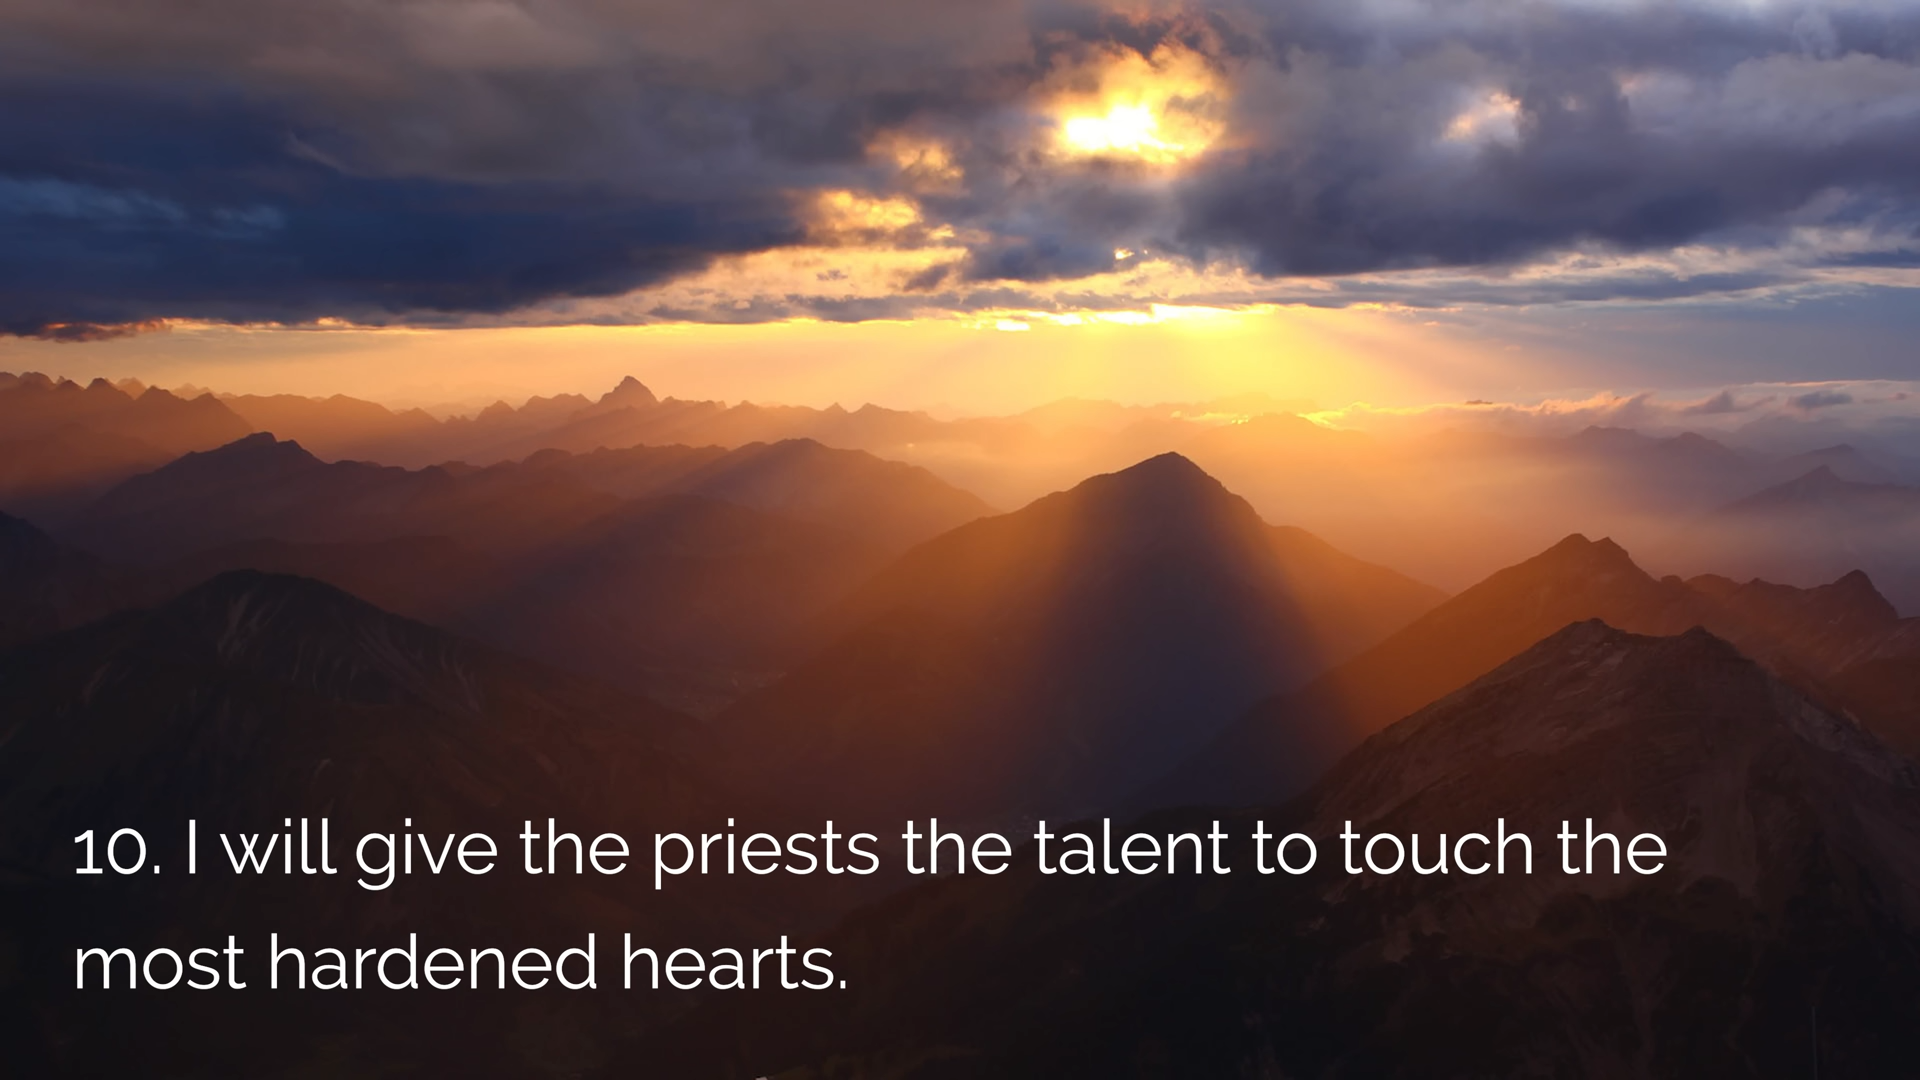 10. I will give the priests the talent to touch the
most hardened hearts.